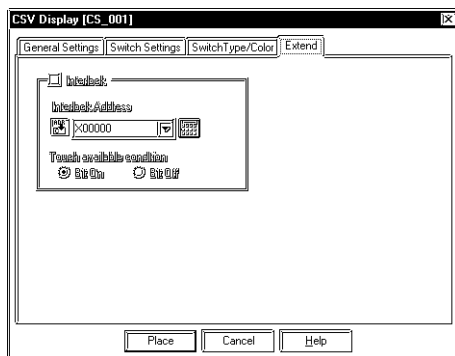 CSV Display [CS_001]
General Settings Switch Settings SwitchType/Color Extend
Interlock
Interlock Address
X00000
Touch available condition
Bit On Bit Off
Place Cancel Help